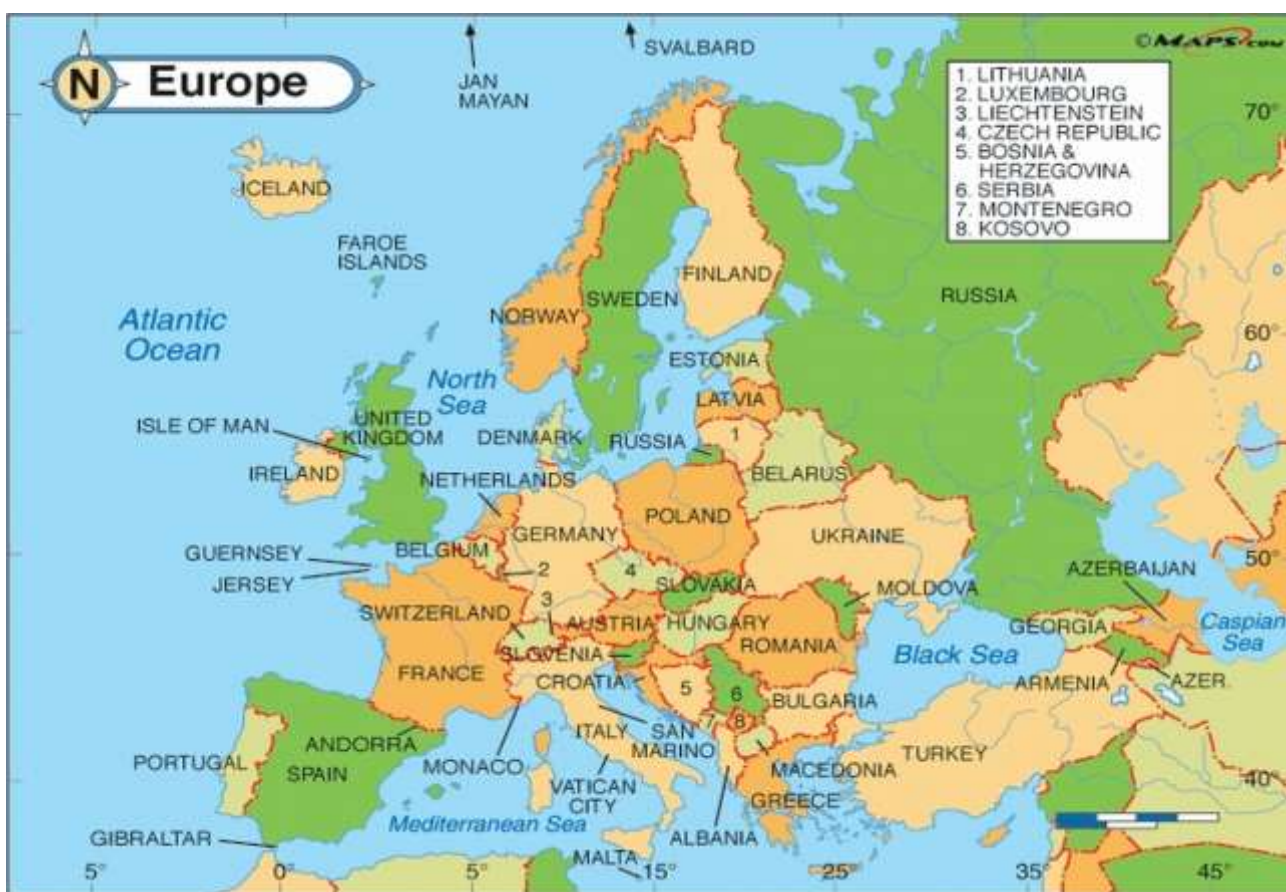 N Europe
SVALBARD
JAN
MAYAN
©MAPS.COM
1. LITHUANIA
2. LUXEMBOURG
3. LIECHTENSTEIN
4. CZECH REPUBLIC
5. BOSNIA &
HERZEGOVINA
6. SERBIA
7. MONTENEGRO
8. KOSOVO
70°
ICELAND
FAROE
ISLANDS
FINLAND
SWEDEN
RUSSIA
NORWAY
Atlantic
Ocean
60°
ESTONIA
North
Sea
LATVIA
ISLE OF MAN
UNITED
KINGDOM
DENMARK
RUSSIA
1
IRELAND
NETHERLANDS
BELARUS
POLAND
GERMANY
UKRAINE
GUERNSEY
BELGIUM
JERSEY
2
4
SLOVAKIA
50°
AZERBAIJAN
MOLDOVA
SWITZERLAND
3
AUSTRIA
HUNGARY
GEORGIA
Caspian
Sea
ROMANIA
SLOVENIA
Black Sea
FRANCE
CROATIA
5
6
ARMENIA
AZER.
BULGARIA
ITALY
SAN
MARINO
7
8
ANDORRA
TURKEY
PORTUGAL
SPAIN
MONACO
VATICAN
CITY
MACEDONIA
40°
GREECE
Mediterranean Sea
GIBRALTAR
ALBANIA
MALTA
5°
0°
5°
15°
25°
35°
45°